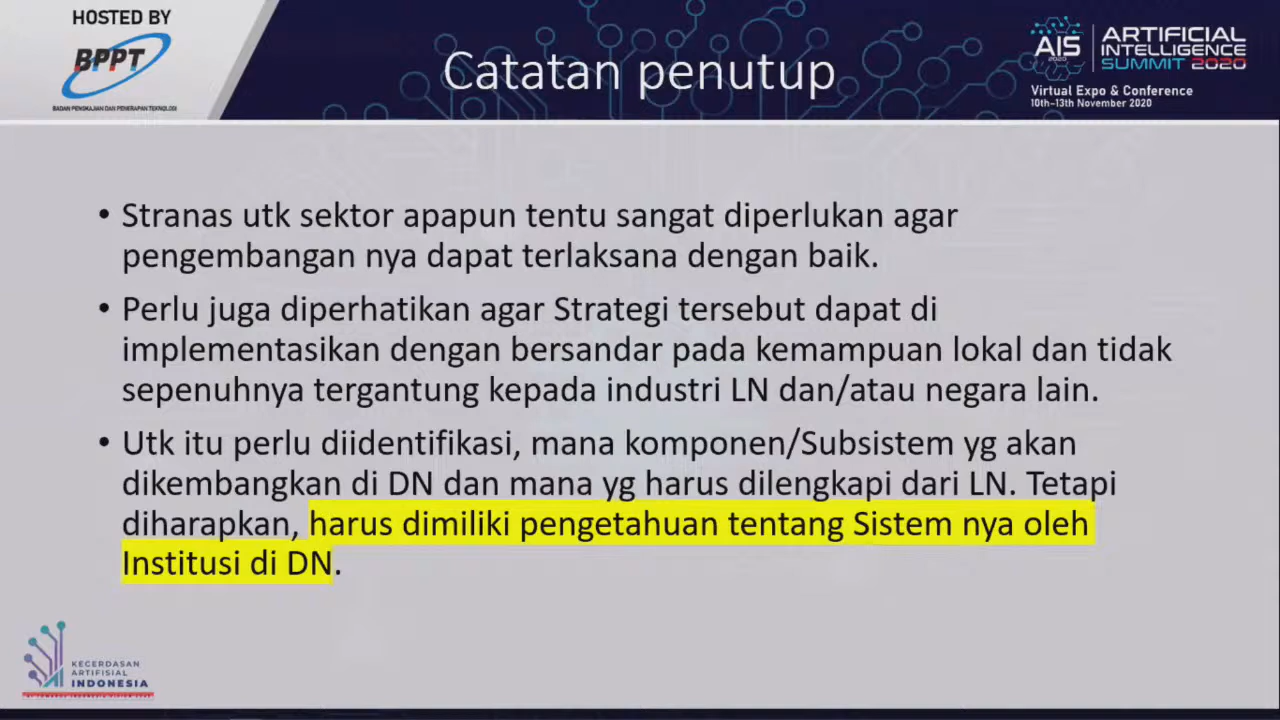 HOSTED BY
BPPT
BADAN PENGKAJIAN DAN PENERAPAN TEKNOLOGI
Catatan penutup
AIS
2020
ARTIFICIAL
INTELLIGENCE
SUMMIT 2020
Virtual Expo & Conference
10th-13th November 2020
• Stranas utk sektor apapun tentu sangat diperlukan agar
pengembangan nya dapat terlaksana dengan baik.
• Perlu juga diperhatikan agar Strategi tersebut dapat di
implementasikan dengan bersandar pada kemampuan lokal dan tidak
sepenuhnya tergantung kepada industri LN dan/atau negara lain.
• Utk itu perlu diidentifikasi, mana komponen/Subsistem yg akan
dikembangkan di DN dan mana yg harus dilengkapi dari LN. Tetapi
diharapkan, harus dimiliki pengetahuan tentang Sistem nya oleh
Institusi di DN.
KECERDASAN
ARTIFISIAL
INDONESIA